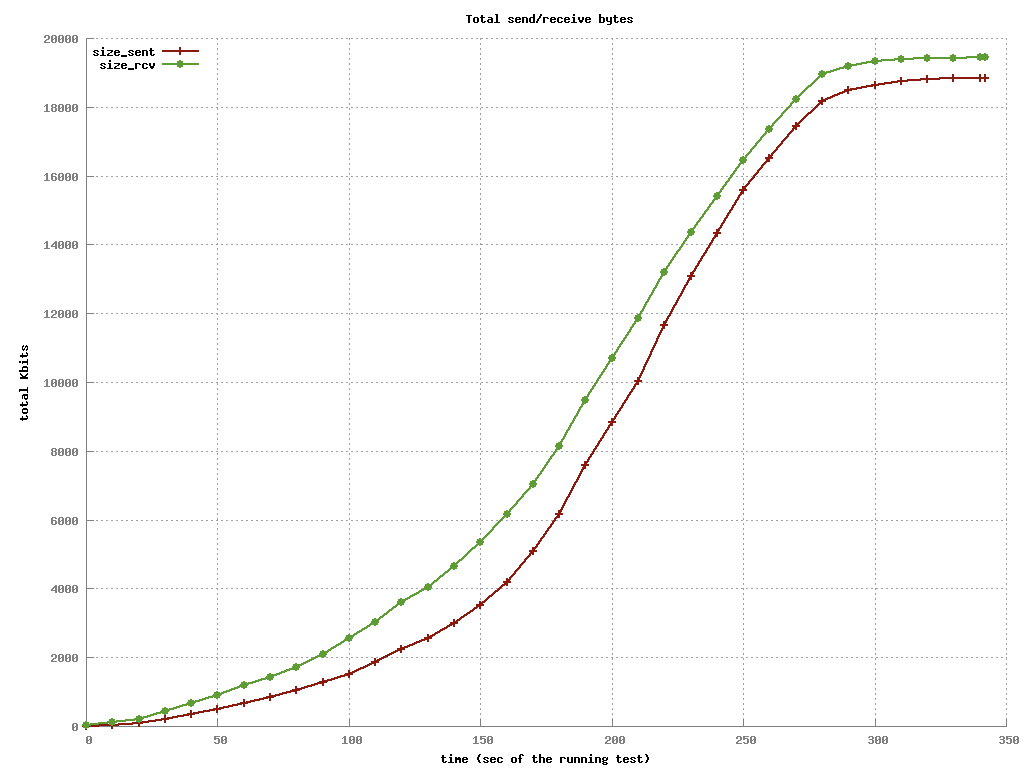 Total send/receive bytes
size_sent
size_rcv
20000
18000
16000
14000
12000
10000
8000
6000
4000
2000
0
total Kbits
0 50 100 150 200 250 300 350
time (sec of the running test)